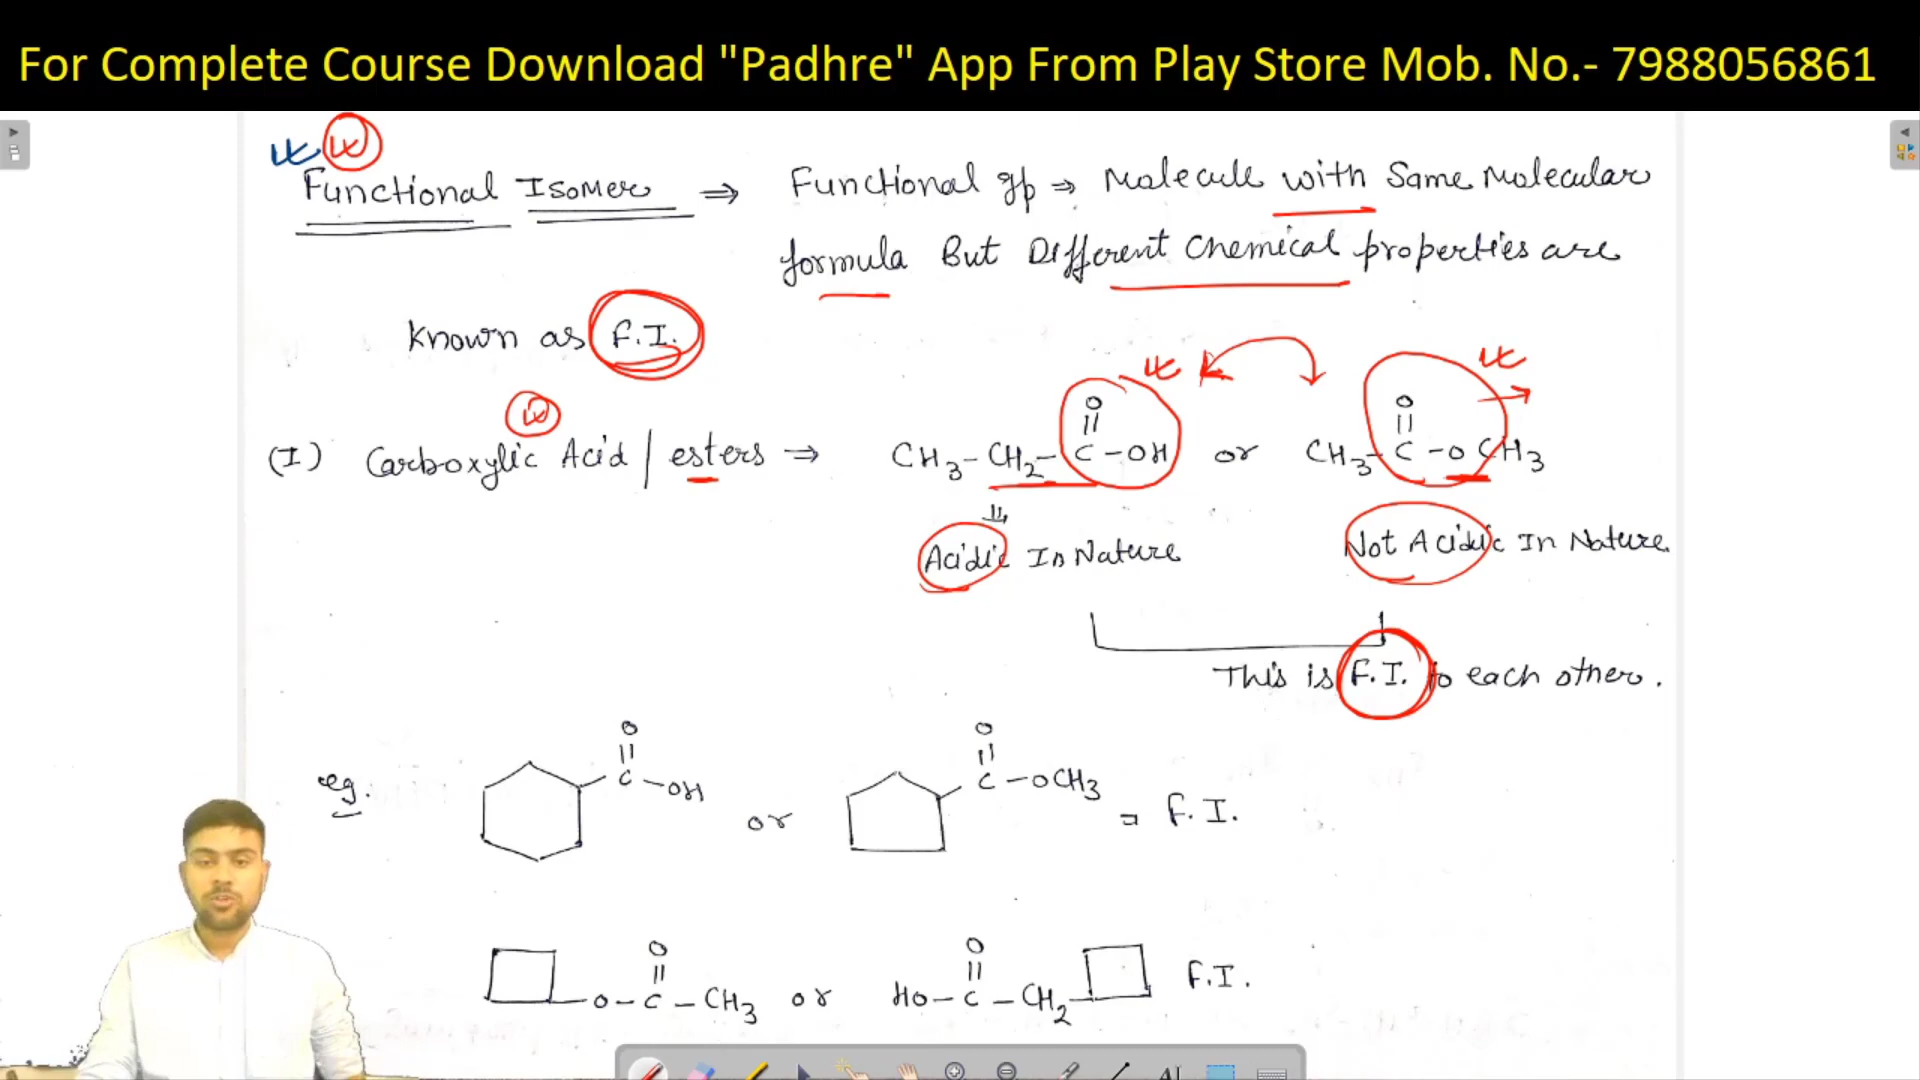 For Complete Course Download "Padhre" App From Play Store Mob. No.- 7988056861
Functional Isomer ⇒ Functional gp ⇒ Molecule with Same Molecular
formula But Different Chemical properties are
Known as F.I.
(I) Carboxylic Acid / esters ⇒ CH3-CH2-C-OH or CH3-C-OCH3
O
O
Acidic In Nature
Not Acidic In Nature
This is F.I. to each other.
eg.
O
C-OH
or
O
C-OCH3
= F.I.
O
O-C-CH3
or
O
HO-C-CH2
F.I.